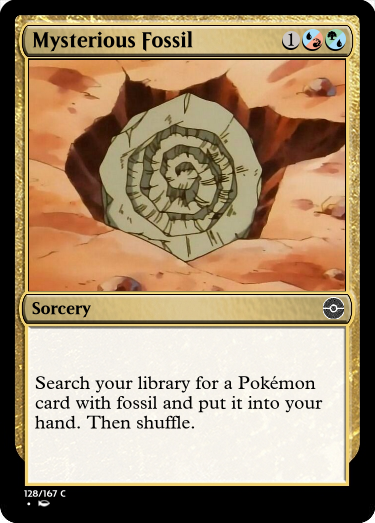 Mysterious Fossil 1
Sorcery
Search your library for a Pokémon
card with fossil and put it into your
hand. Then shuffle.
128/167 C